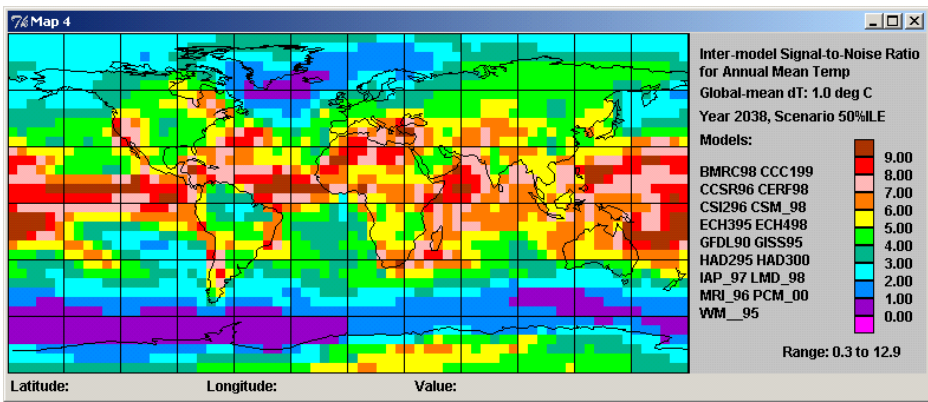 7% Map 4
Inter-model Signal-to-Noise Ratio
for Annual Mean Temp
Global-mean dT: 1.0 deg C
Year 2038, Scenario 50%ILE
Models:
BMRC98 CCC199
CCSR96 CERF98
CSI296 CSM_98
ECH395 ECH498
GFDL90 GISS95
HAD295 HAD300
IAP_97 LMD_98
MRI_96 PCM_00
WM__95
9.00
8.00
7.00
6.00
5.00
4.00
3.00
2.00
1.00
0.00
Range: 0.3 to 12.9
Latitude: Longitude: Value: